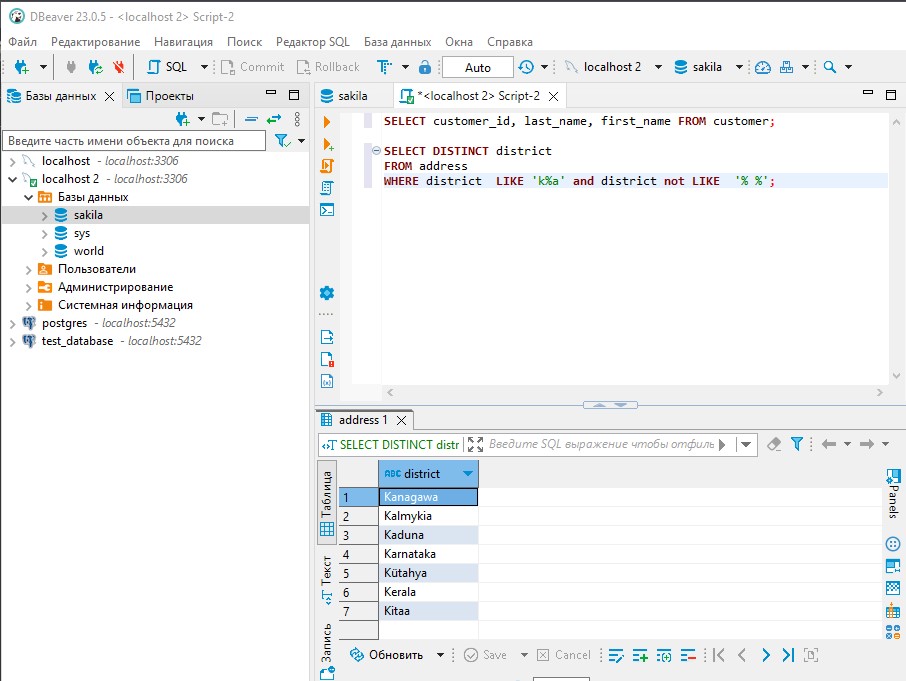 DBeaver 23.0.5 - <localhost 2> Script-2
Файл Редактирование Навигация Поиск Редактор SQL База данных Окна Справка
SQL Commit Rollback Auto localhost 2 sakila
Базы данных Проекты
Введите часть имени объекта для поиска
localhost - localhost:3306
localhost 2 - localhost:3306
Базы данных
sakila
sys
world
Пользователи
Администрирование
Системная информация
postgres - localhost:5432
test_database - localhost:5432
sakila *<localhost 2> Script-2
SELECT customer_id, last_name, first_name FROM customer;
SELECT DISTINCT district
FROM address
WHERE district  LIKE 'k%a' and district not LIKE  '% %';
address 1
SELECT DISTINCT distr Введите SQL выражение чтобы отфиль
Таблица
Текст
Запись
ABC district
1 Kanagawa
2 Kalmykia
3 Kaduna
4 Karnataka
5 Kütahya
6 Kerala
7 Kitaa
Panels
Обновить Save Cancel